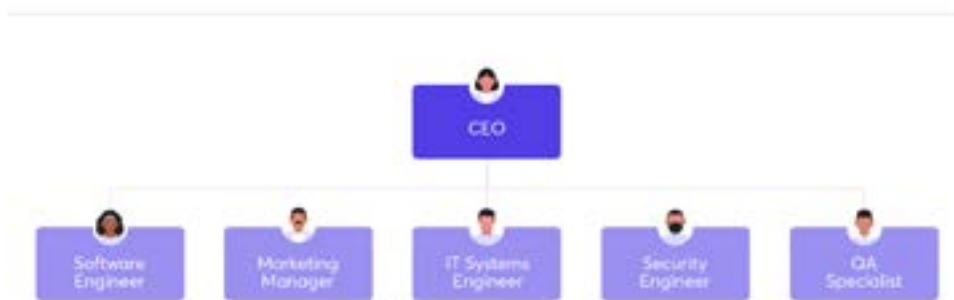 CEO
Software
Engineer
Marketing
Manager
IT Systems
Engineer
Security
Engineer
QA
Specialist